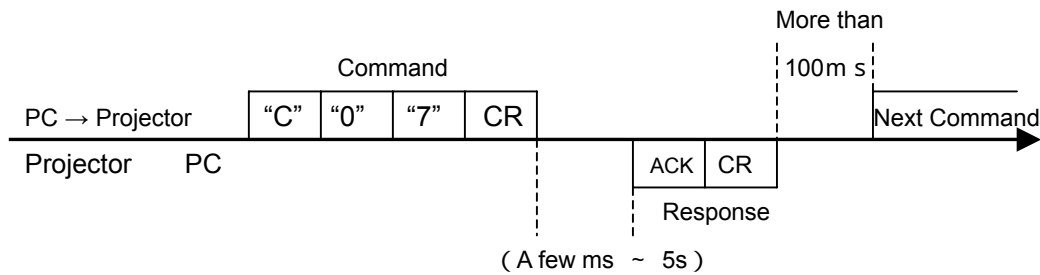 More than
100m s
Command
PC → Projector “C” “0” “7” CR Next Command
Projector PC ACK CR
Response
( A few ms ~ 5s )